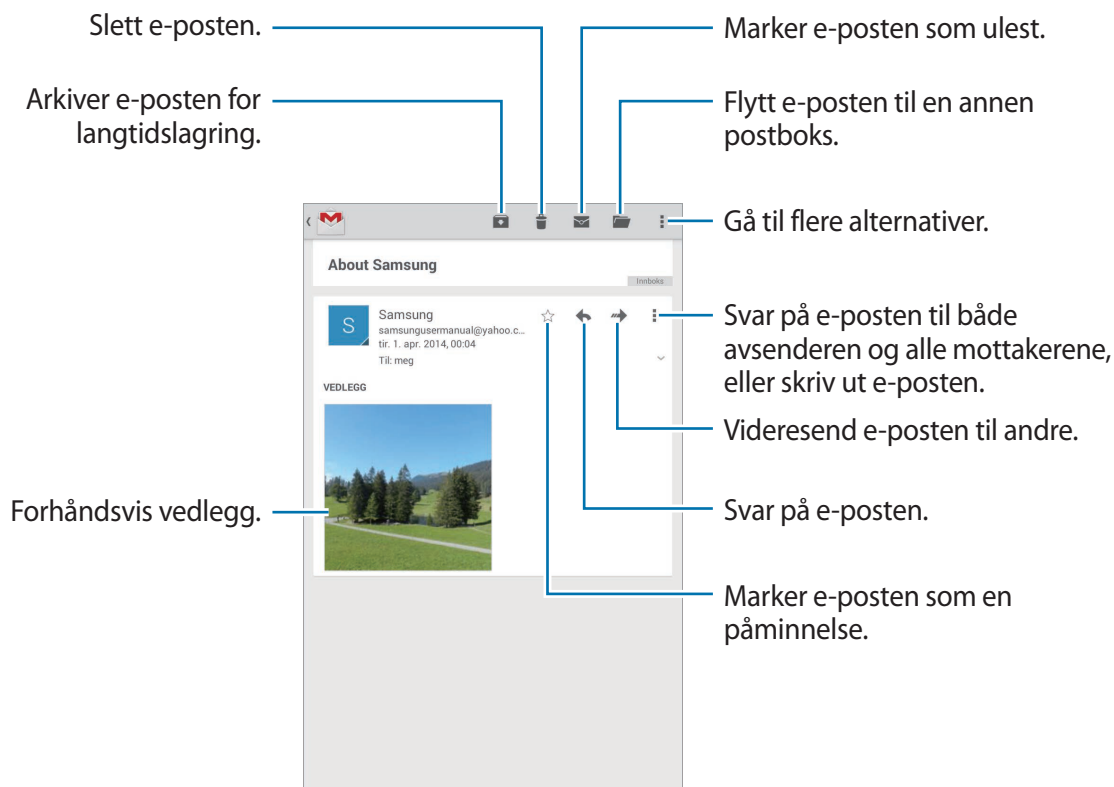 Slett e-posten.
Arkiver e-posten for
langtidslagring.
Marker e-posten som ulest.
Flytt e-posten til en annen
postboks.
Gå til flere alternativer.
About Samsung
Innboks
S
Samsung
samsungusermanual@yahoo.c...
tir. 1. apr. 2014, 00:04
Til: meg
VEDLEGG
Svar på e-posten til både
avsenderen og alle mottakerene,
eller skriv ut e-posten.
Videresend e-posten til andre.
Forhåndsvis vedlegg.
Svar på e-posten.
Marker e-posten som en
påminnelse.